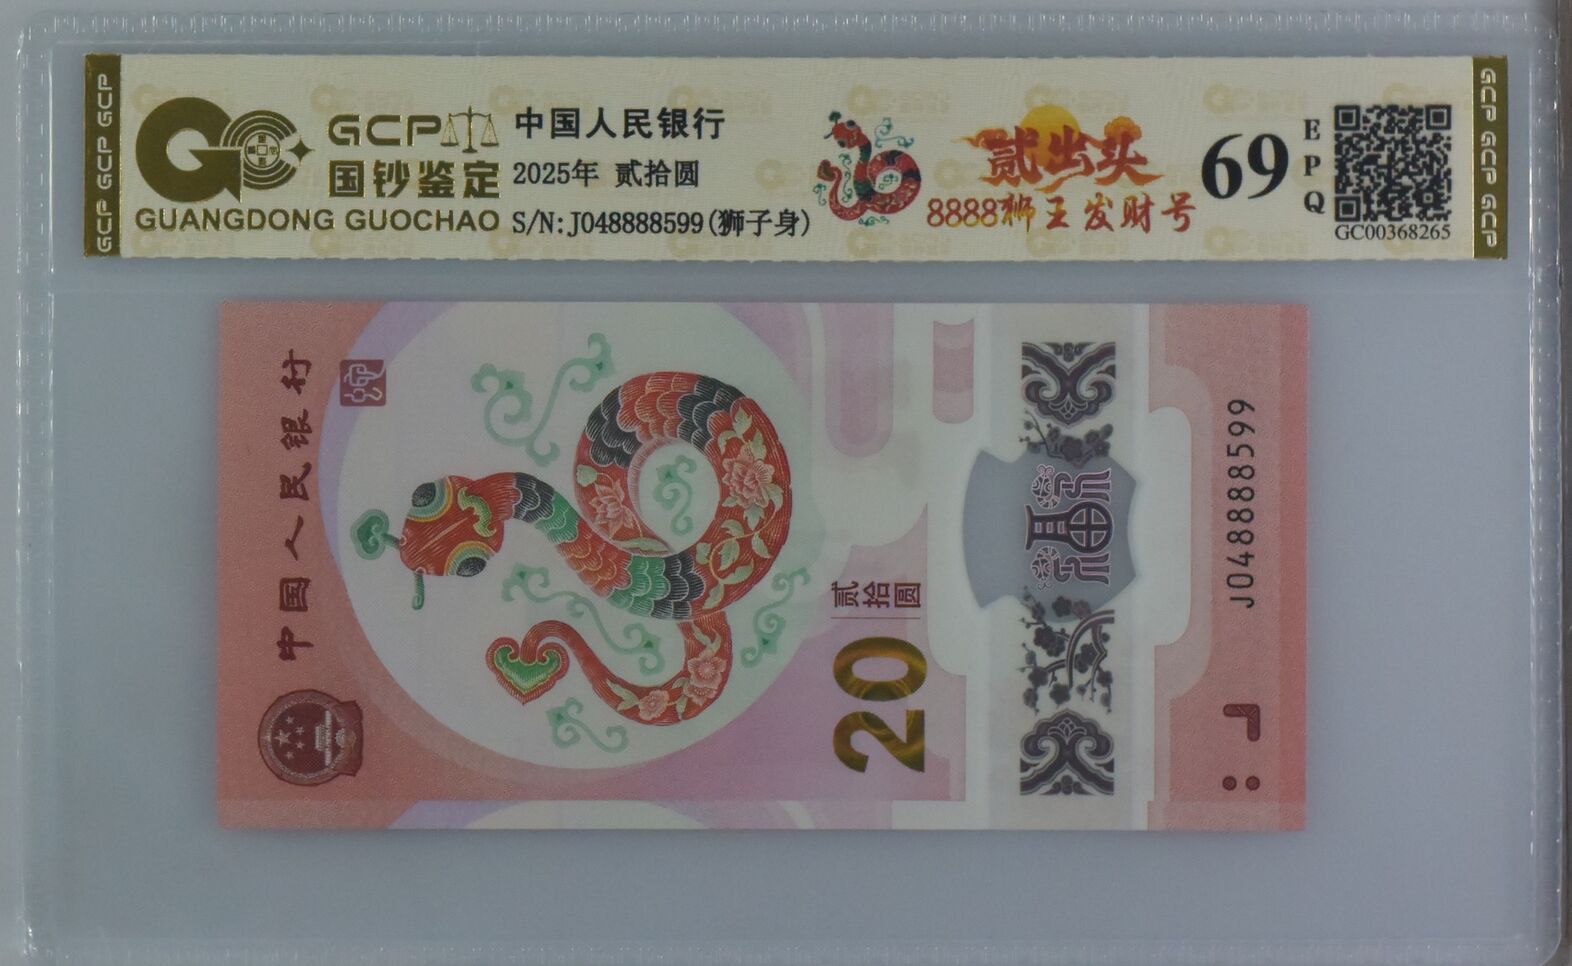 GCP GCP GCP
GCP
国钞鉴定
GUANGDONG GUOCHAO
中国人民银行
2025年 贰拾圆
S/N:J048888599(狮子身)
贰出头
8888狮王发财号
69
EPQ
GC00368265
GCP GCP GCP
中国人民银行
蛇
贰拾圆
20
福
J048888599